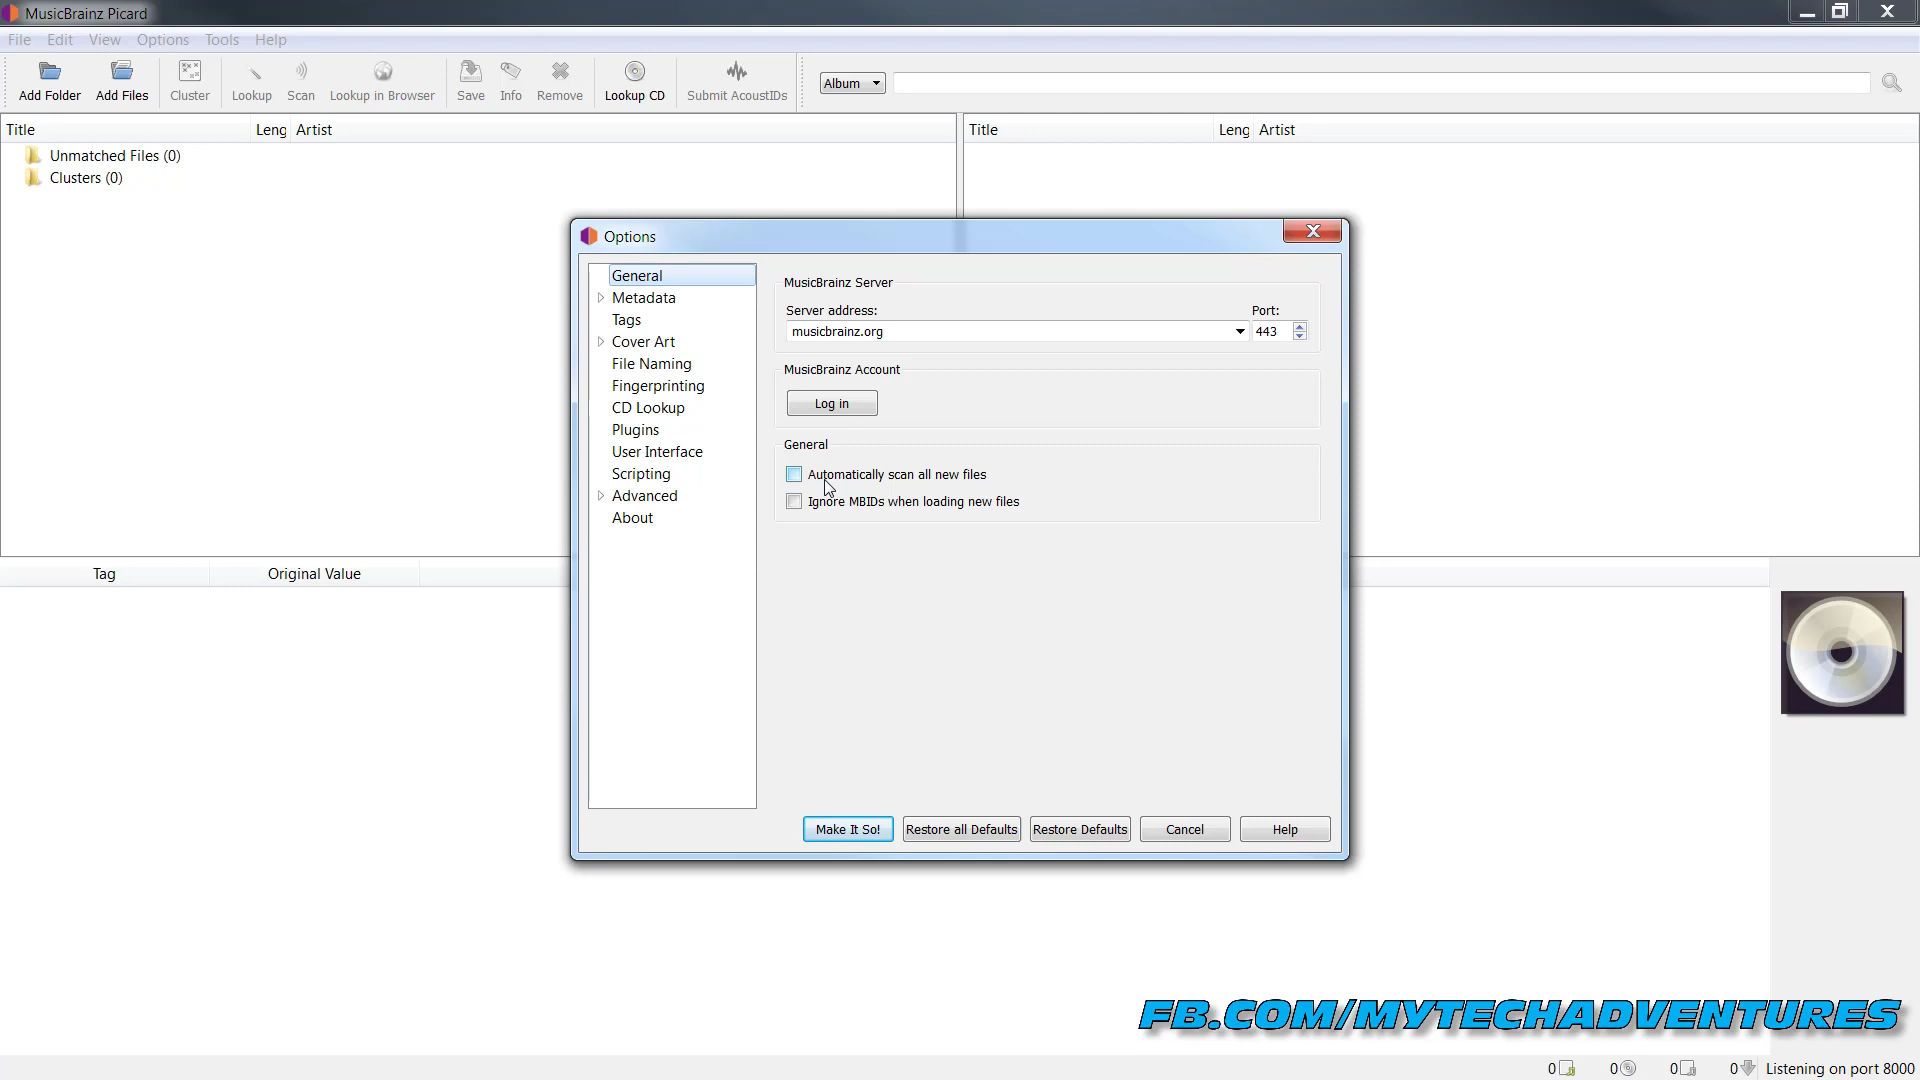 MusicBrainz Picard
File Edit View Options Tools Help
Add Folder Add Files Cluster Lookup Scan Lookup in Browser Save Info Remove Lookup CD Submit AcoustIDs Album
Title Leng Artist Title Leng Artist
Unmatched Files (0)
Clusters (0)
Options
General
Metadata
Tags
Cover Art
File Naming
Fingerprinting
CD Lookup
Plugins
User Interface
Scripting
Advanced
About
MusicBrainz Server
Server address: Port:
musicbrainz.org 443
MusicBrainz Account
Log in
General
Automatically scan all new files
Ignore MBIDs when loading new files
Make It So! Restore all Defaults Restore Defaults Cancel Help
Tag Original Value
FB.COM/MYTECHADVENTURES
0 0 0 0 Listening on port 8000